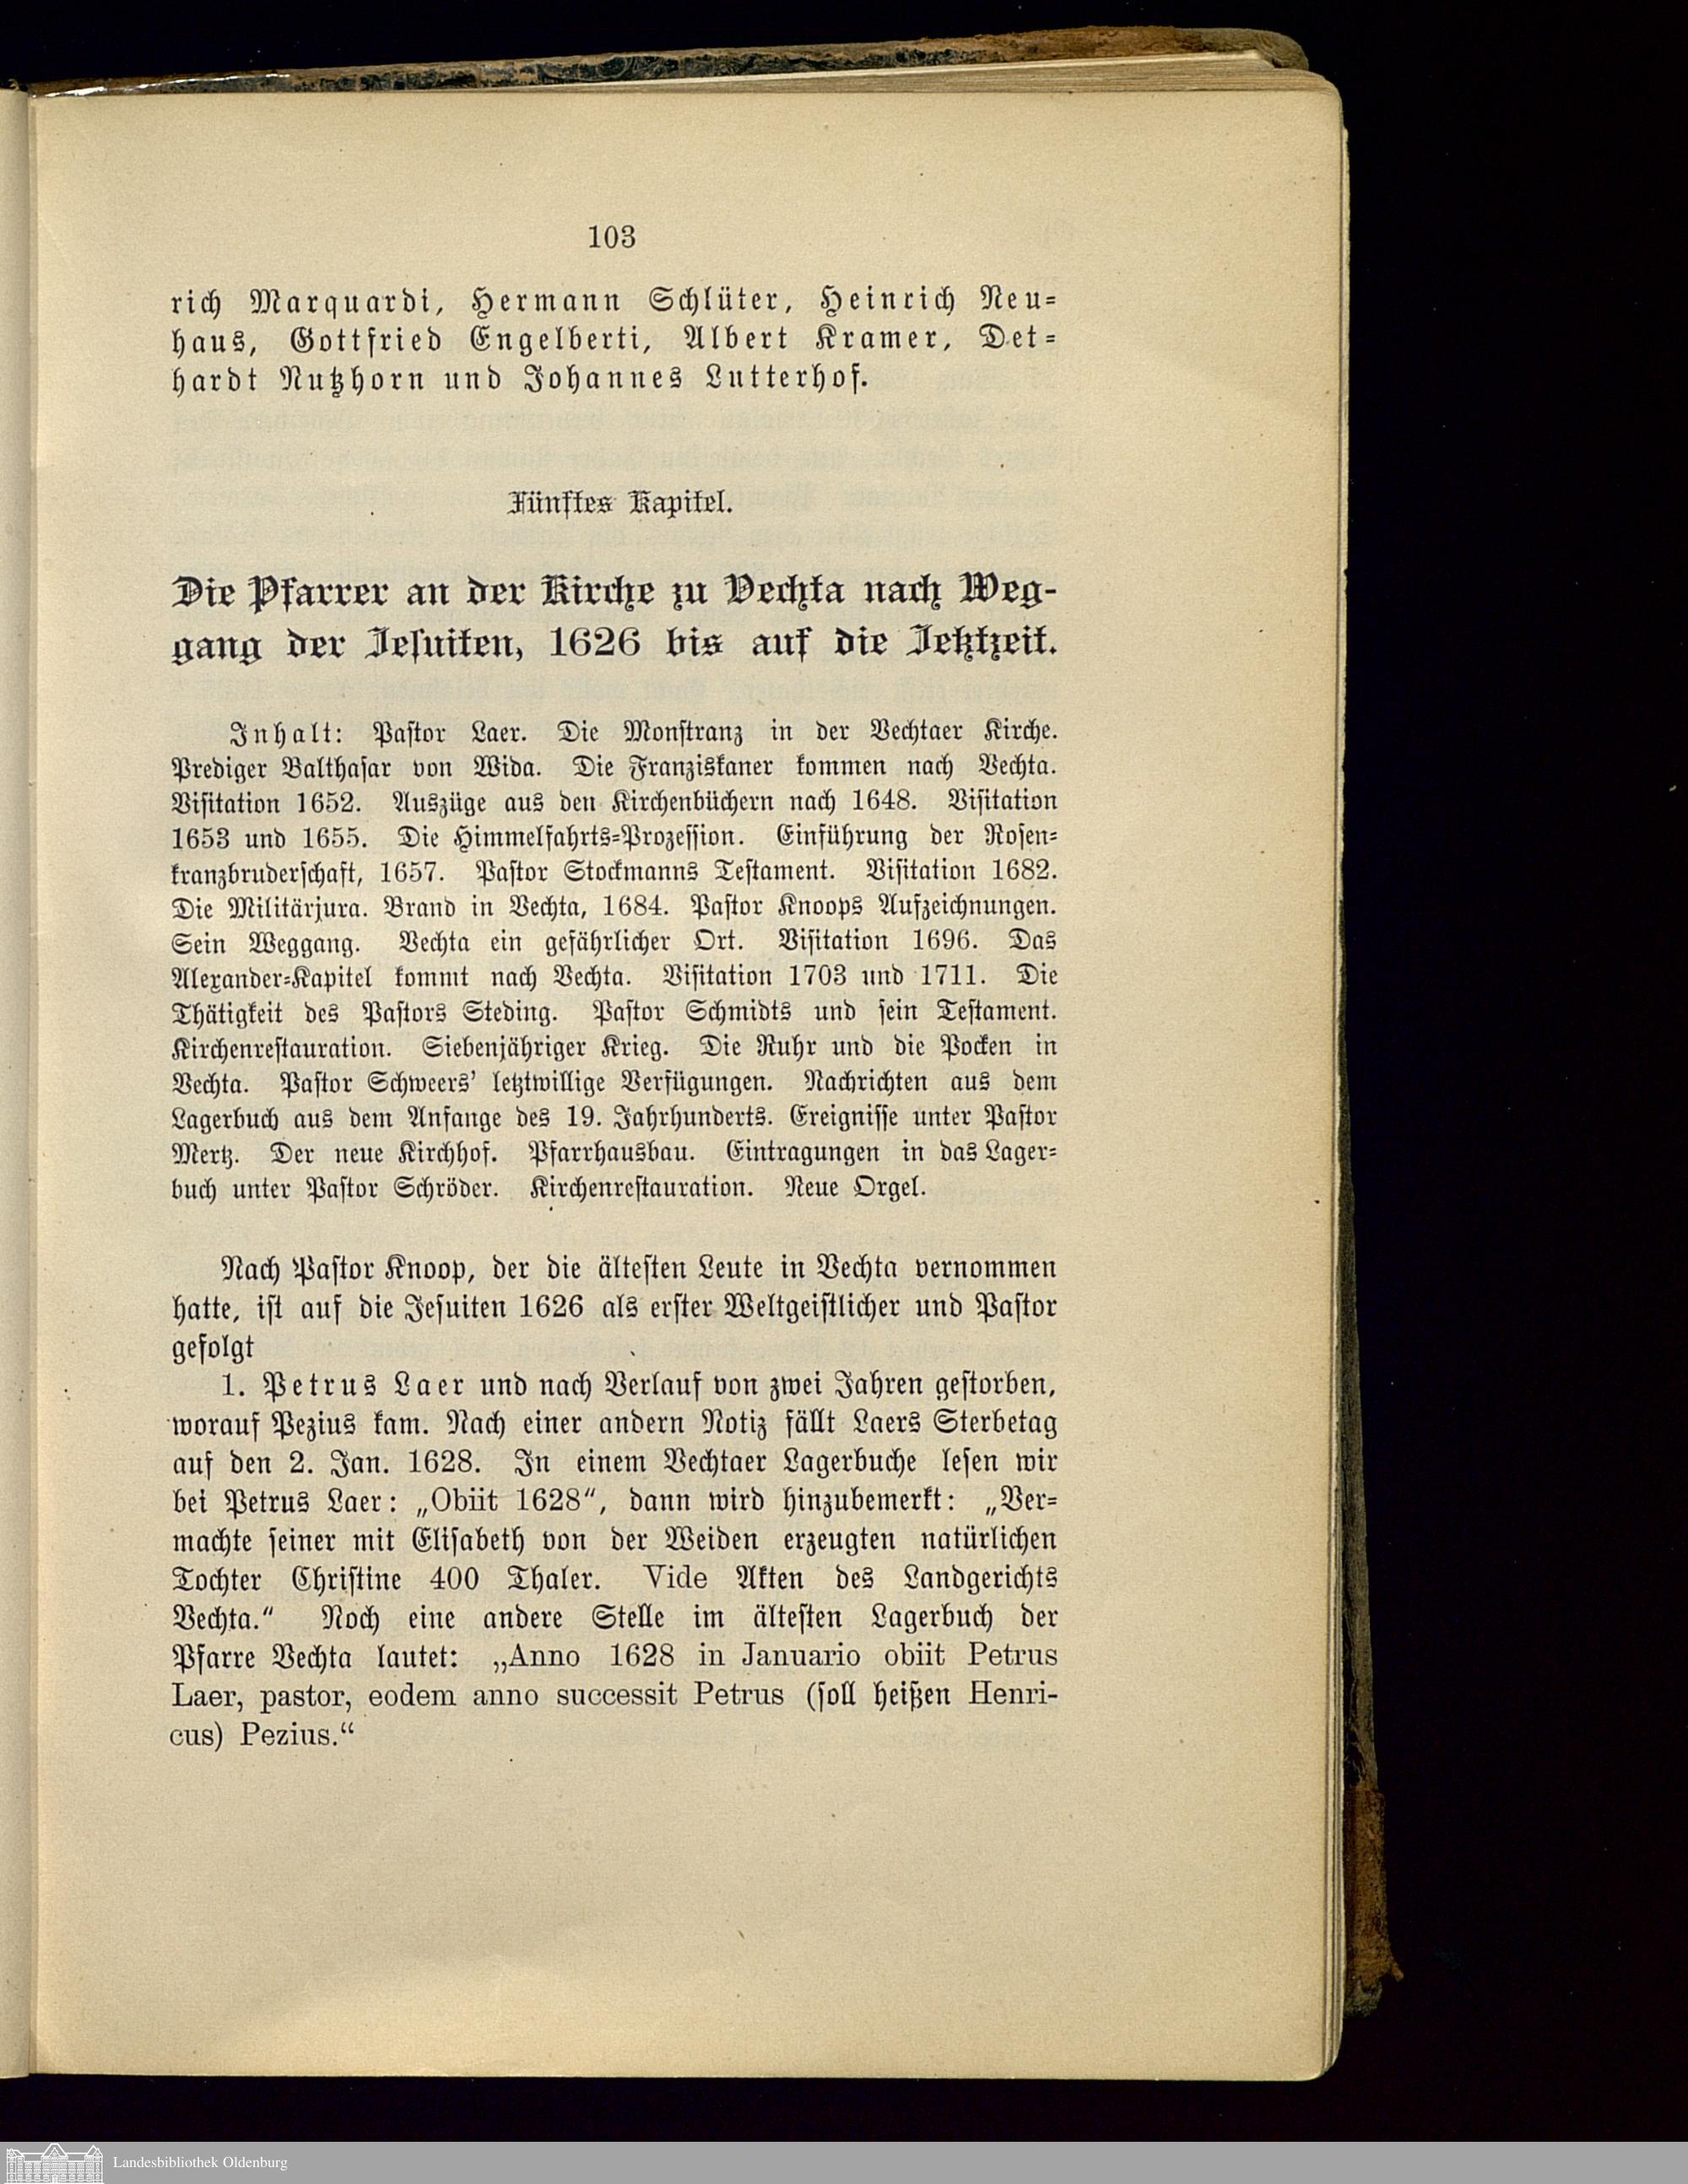 103
rich Marquardi, Hermann Schlüter, Heinrich Neu=
haus, Gottfried Engelberti, Albert Kramer, Det=
hardt Nutzhorn und Johannes Lutterhof.
Fünftes Kapitel.
Die Pfarrer an der Kirche zu Vechta nach Weg-
gang der Jesuiten, 1626 bis auf die Jetztzeit.
Inhalt: Pastor Laer. Die Monstranz in der Vechtaer Kirche.
Prediger Balthasar von Wida. Die Franziskaner kommen nach Vechta.
Visitation 1652. Auszüge aus den Kirchenbüchern nach 1648. Visitation
1653 und 1655. Die Himmelfahrts=Prozession. Einführung der Rosen=
kranzbruderschaft, 1657. Pastor Stockmanns Testament. Visitation 1682.
Die Militärjura. Brand in Vechta, 1684. Pastor Knoops Aufzeichnungen.
Sein Weggang. Vechta ein gefährlicher Ort. Visitation 1696. Das
Alexander=Kapitel kommt nach Vechta. Visitation 1703 und 1711. Die
Thätigkeit des Pastors Steding. Pastor Schmidts und sein Testament.
Kirchenrestauration. Siebenjähriger Krieg. Die Ruhr und die Pocken in
Vechta. Pastor Schweers' letztwillige Verfügungen. Nachrichten aus dem
Lagerbuch aus dem Anfange des 19. Jahrhunderts. Ereignisse unter Pastor
Mertz. Der neue Kirchhof. Pfarrhausbau. Eintragungen in das Lager=
buch unter Pastor Schröder. Kirchenrestauration. Neue Orgel.
Nach Pastor Knoop, der die ältesten Leute in Vechta vernommen
hatte, ist auf die Jesuiten 1626 als erster Weltgeistlicher und Pastor
gefolgt
1. Petrus Laer und nach Verlauf von zwei Jahren gestorben,
worauf Pezius kam. Nach einer andern Notiz fällt Laers Sterbetag
auf den 2. Jan. 1628. In einem Vechtaer Lagerbuche lesen wir
bei Petrus Laer: „Obiit 1628“, dann wird hinzubemerkt: „Ver=
machte seiner mit Elisabeth von der Weiden erzeugten natürlichen
Tochter Christine 400 Thaler. Vide Akten des Landgerichts
Vechta.“ Noch eine andere Stelle im ältesten Lagerbuch der
Pfarre Vechta lautet: „Anno 1628 in Januario obiit Petrus
Laer, pastor, eodem anno successit Petrus (soll heißen Henri-
cus) Pezius.“
Landesbibliothek Oldenburg